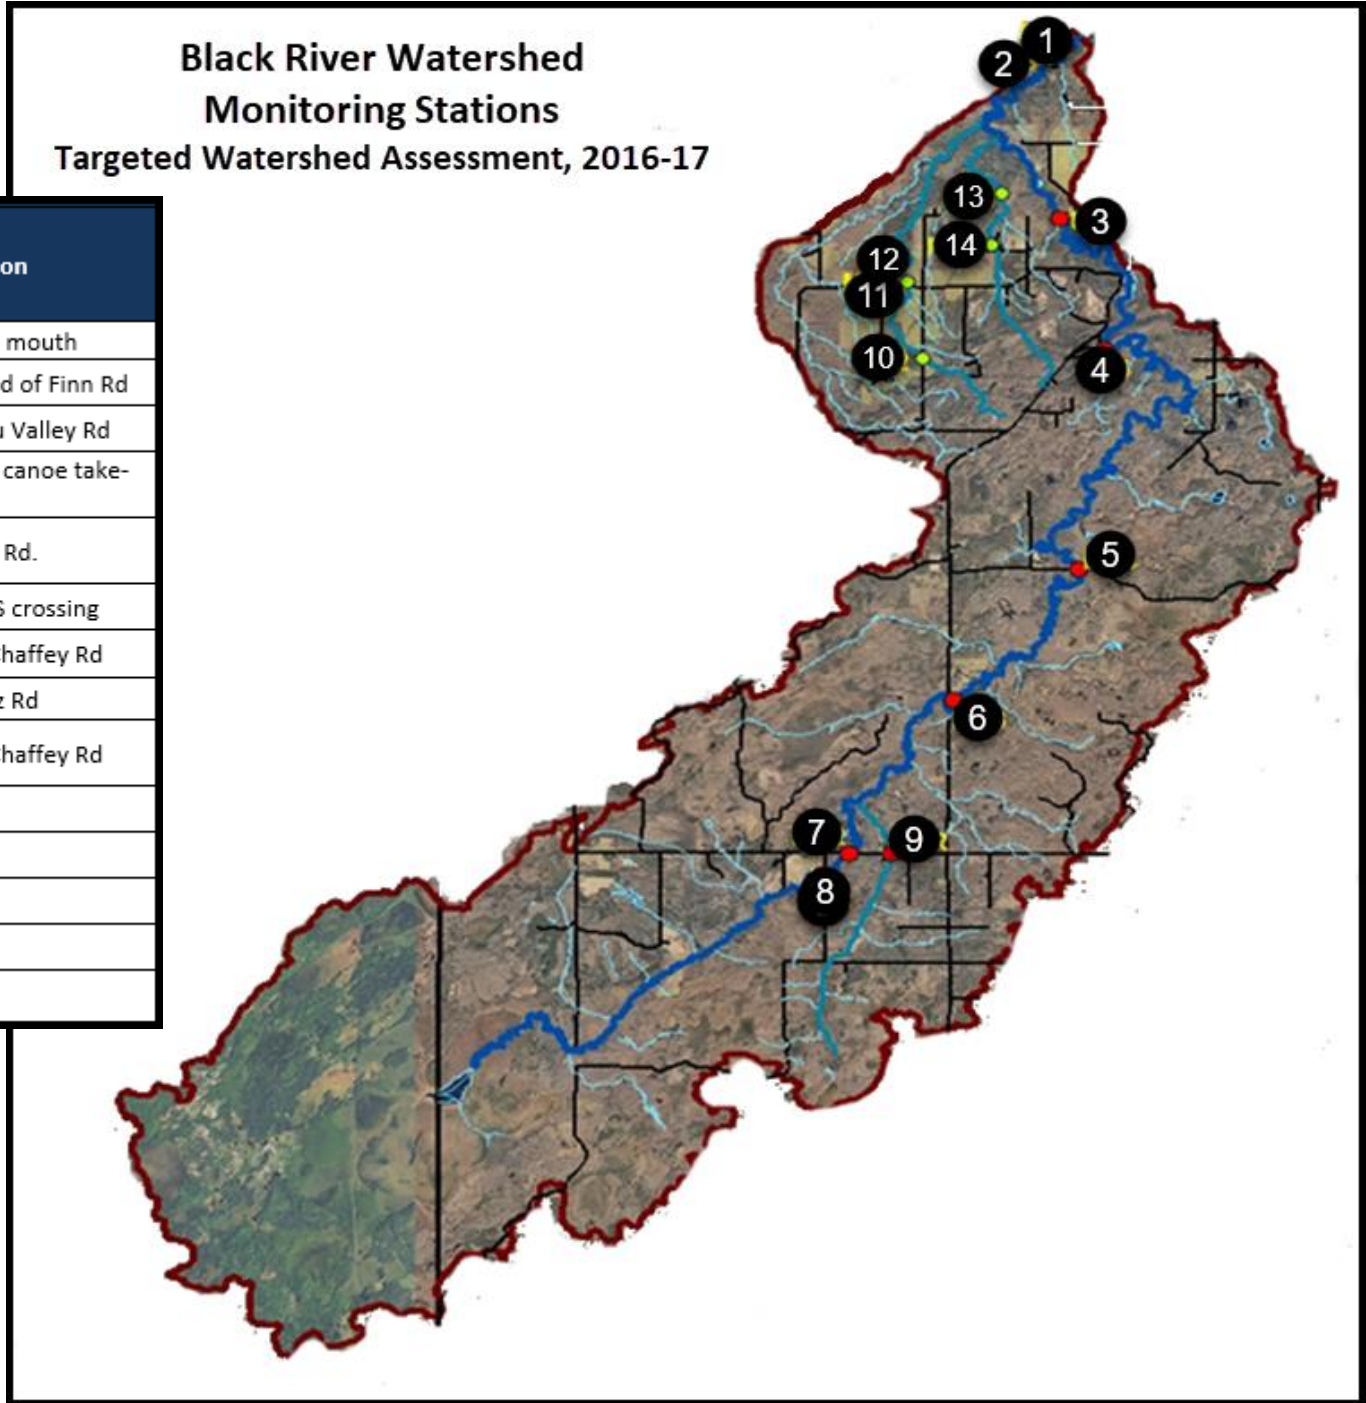 Black River Watershed
Monitoring Stations
Targeted Watershed Assessment, 2016-17
on
mouth
d of Finn Rd
Valley Rd
canoe take-
Rd.
S crossing
haffey Rd
z Rd
haffey Rd
1
2
3
13
14
12
11
10
4
5
6
7
9
8